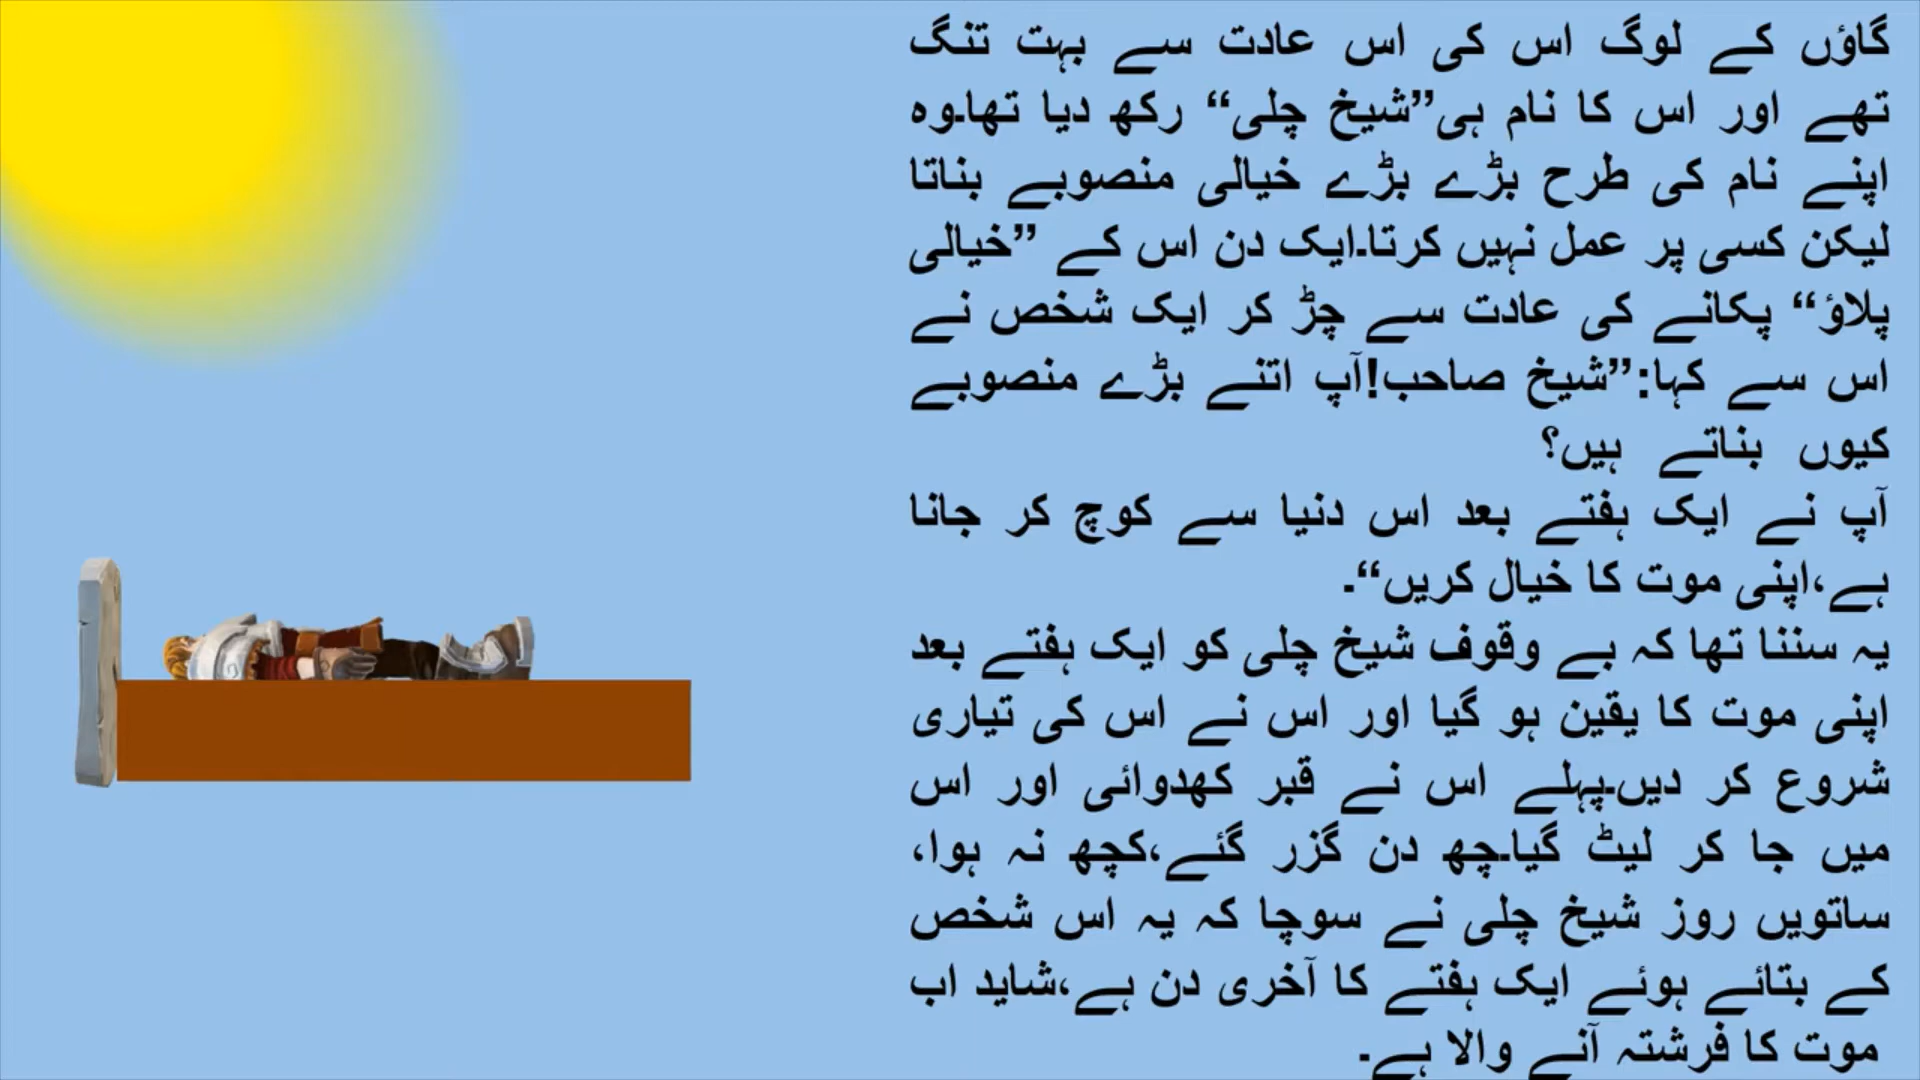 گاؤں کے لوگ اس کی اس عادت سے بہت تنگ
تھے اور اس کا نام ہی”شیخ چلی“ رکھ دیا تھا۔وہ
اپنے نام کی طرح بڑے بڑے خیالی منصوبے بناتا
لیکن کسی پر عمل نہیں کرتا۔ایک دن اس کے ”خیالی
پلاؤ“ پکانے کی عادت سے چڑ کر ایک شخص نے
اس سے کہا:”شیخ صاحب!آپ اتنے بڑے منصوبے
کیوں بناتے ہیں؟
آپ نے ایک ہفتے بعد اس دنیا سے کوچ کر جانا
ہے،اپنی موت کا خیال کریں“۔
یہ سننا تھا کہ بے وقوف شیخ چلی کو ایک ہفتے بعد
اپنی موت کا یقین ہو گیا اور اس نے اس کی تیاری
شروع کر دیں۔پہلے اس نے قبر کھدوائی اور اس
میں جا کر لیٹ گیا۔چھ دن گزر گئے،کچھ نہ ہوا،
ساتویں روز شیخ چلی نے سوچا کہ یہ اس شخص
کے بتائے ہوئے ایک ہفتے کا آخری دن ہے،شاید اب
موت کا فرشتہ آنے والا ہے۔